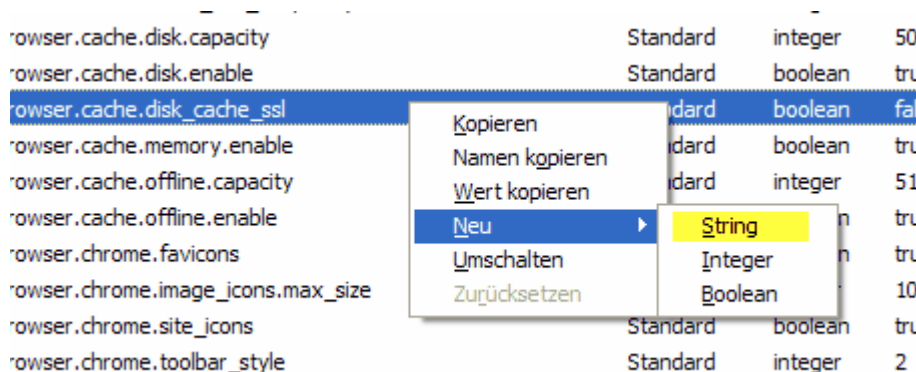 rowser.cache.disk.capacity Standard integer 50
rowser.cache.disk.enable Standard boolean tru
rowser.cache.disk_cache_ssl dard boolean fal
Kopieren
rowser.cache.memory.enable dard boolean tru
Namen kopieren
rowser.cache.offline.capacity dard integer 51
Wert kopieren
rowser.cache.offline.enable n tru
Neu String
rowser.chrome.favicons n tru
Umschalten Integer
rowser.chrome.image_icons.max_size 10
Zurücksetzen Boolean
rowser.chrome.site_icons Standard boolean tru
rowser.chrome.toolbar_style Standard integer 2